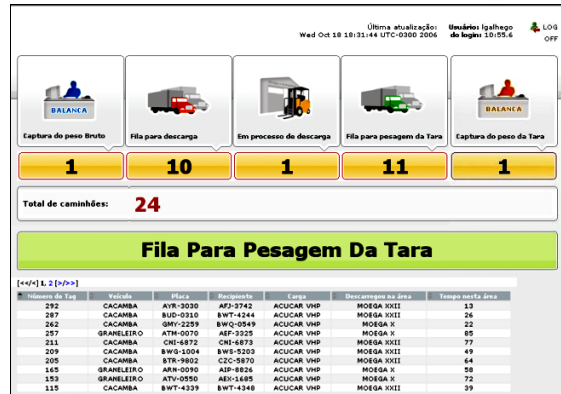 Última atualização: Usuário: lgalhego LOG
Wed Oct 18 18:31:44 UTC-0300 2006 do login: 10:55.6 OFF
BALANCA BALANCA
Captura do peso Bruto Fila para descarga Em processo de descarga Fila para pesagem da Tara Captura do peso da Tara
1 10 1 11 1
Total de caminhões: 24
Fila Para Pesagem Da Tara
[<</<] 1, 2 [>/>>]
Número do Tag Veículo Placa Recipiente Carga Descarregou na área Tempo nesta área
292 CACAMBA AYR-3030 AFJ-3742 ACUCAR VHP MOEGA XXII 13
287 CACAMBA BUD-0310 BWT-4244 ACUCAR VHP MOEGA XXII 26
262 CACAMBA GMY-2259 BWQ-0549 ACUCAR VHP MOEGA X 22
257 GRANELEIRO ATM-0070 AEF-3325 ACUCAR VHP MOEGA X 85
211 CACAMBA CNI-6872 CNI-6873 ACUCAR VHP MOEGA XXII 77
209 CACAMBA BWG-1004 BWS-5203 ACUCAR VHP MOEGA XXII 49
205 CACAMBA BTR-9802 CZC-5870 ACUCAR VHP MOEGA XXII 64
165 GRANELEIRO ARN-0090 AIP-8826 ACUCAR VHP MOEGA X 58
153 GRANELEIRO ATV-0550 AEX-1685 ACUCAR VHP MOEGA X 72
115 CACAMBA BWT-4339 BWT-4348 ACUCAR VHP MOEGA XXII 39